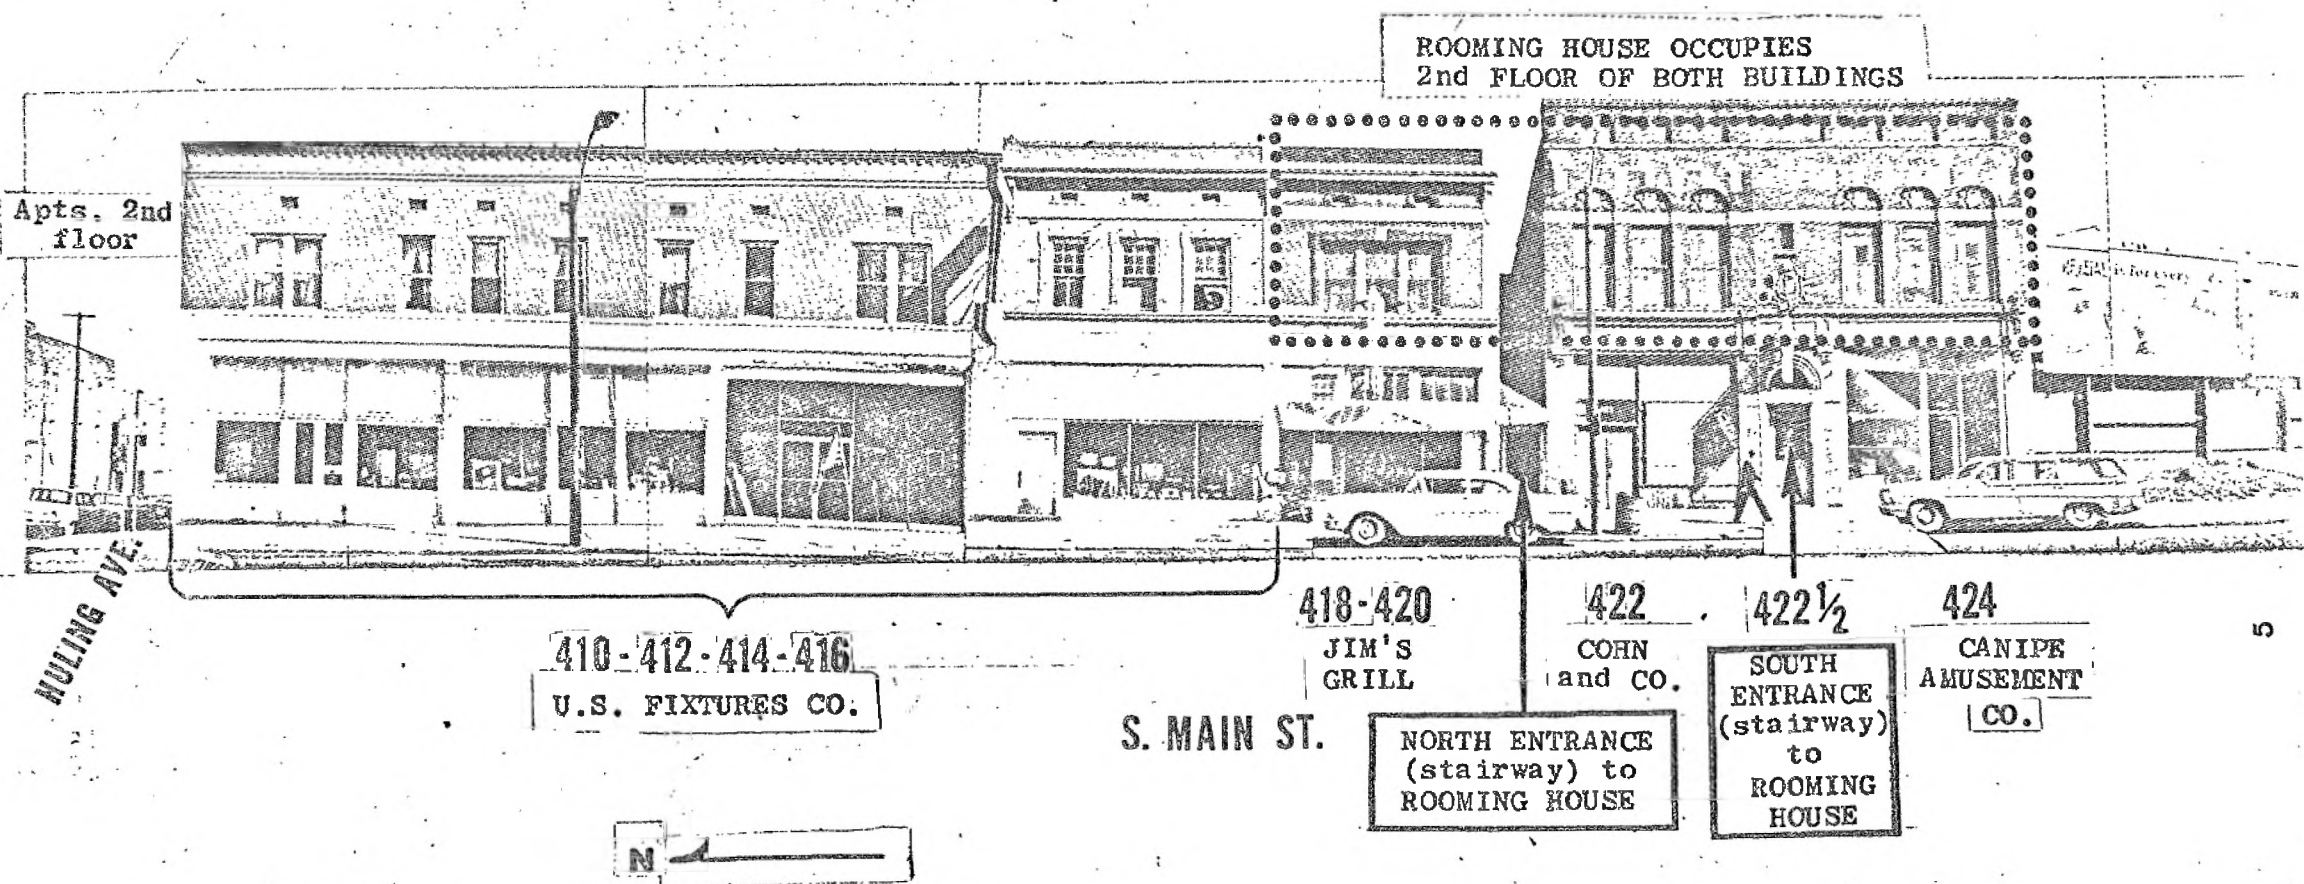 ROOMING HOUSE OCCUPIES
2nd FLOOR OF BOTH BUILDINGS
Apts. 2nd
floor
HULING AVE.
410-412-414-416
U.S. FIXTURES CO.
418-420
JIM'S
GRILL
422
COHN
and CO.
422½
SOUTH
ENTRANCE
(stairway)
to
ROOMING
HOUSE
424
CANIPE
AMUSEMENT
CO.
S. MAIN ST.
NORTH ENTRANCE
(stairway) to
ROOMING HOUSE
N
5